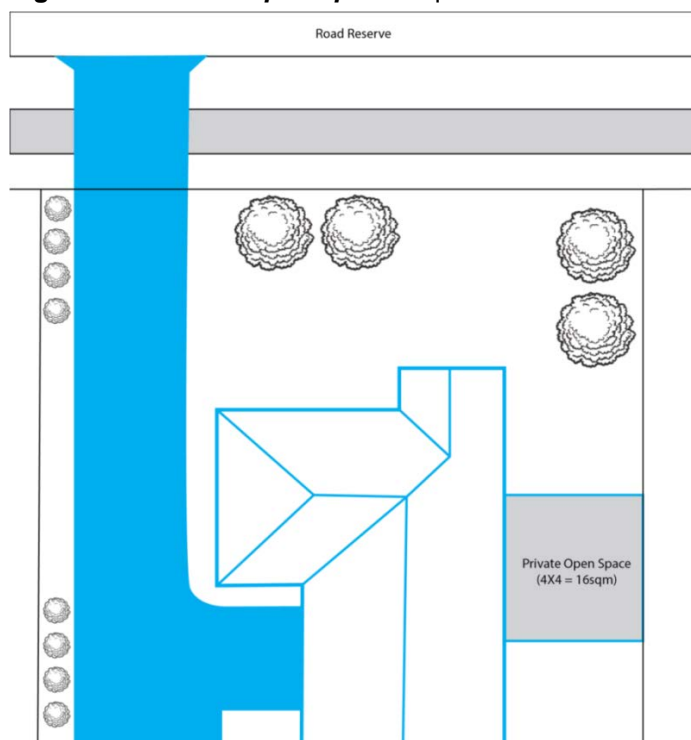 Road Reserve
Private Open Space
(4X4 = 16sqm)